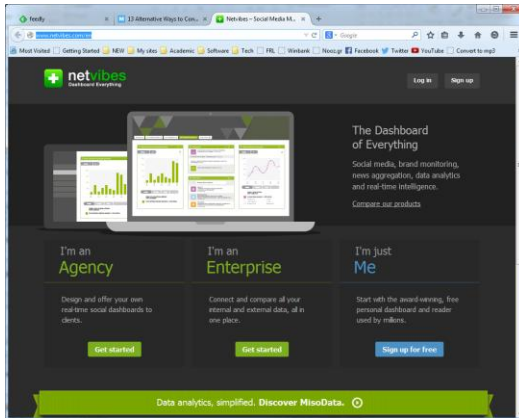 feedly
13 Alternative Ways to Con...
Netvibes – Social Media M...
www.netvibes.com/en
Google
Most Visited Getting Started NEW My sites Academic Software Tech FRL Winbank Nooz.gr Facebook Twitter YouTube Convert to mp3
netvibes
Dashboard Everything
Log in Sign up
The Dashboard
of Everything
Social media, brand monitoring,
news aggregation, data analytics
and real-time intelligence.
Compare our products
I'm an
Agency
Design and offer your own
real-time social dashboards to
clients.
Get started
I'm an
Enterprise
Connect and compare all your
internal and external data, all in
one place.
Get started
I'm just
Me
Start with the award-winning, free
personal dashboard and reader
used by millions.
Sign up for free
Data analytics, simplified. Discover MisoData.